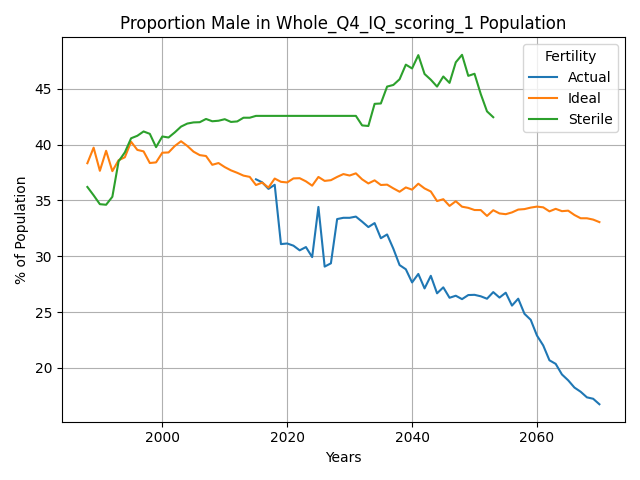 Proportion Male in Whole_Q4_IQ_scoring_1 Population
Fertility
Actual
Ideal
Sterile
% of Population
45
40
35
30
25
20
2000
2020
2040
2060
Years